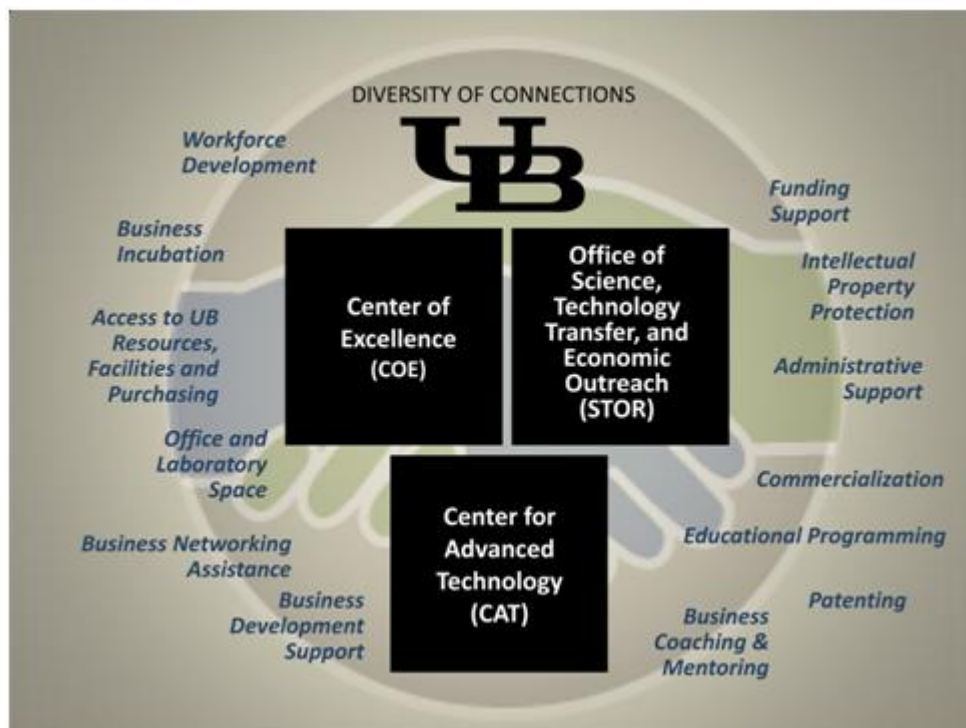 DIVERSITY OF CONNECTIONS
UB
Workforce
Development
Business
Incubation
Access to UB
Resources,
Facilities and
Purchasing
Office and
Laboratory
Space
Business Networking
Assistance
Business
Development
Support
Center of
Excellence
(COE)
Office of
Science,
Technology
Transfer, and
Economic
Outreach
(STOR)
Center for
Advanced
Technology
(CAT)
Funding
Support
Intellectual
Property
Protection
Administrative
Support
Commercialization
Educational Programming
Patenting
Business
Coaching &
Mentoring